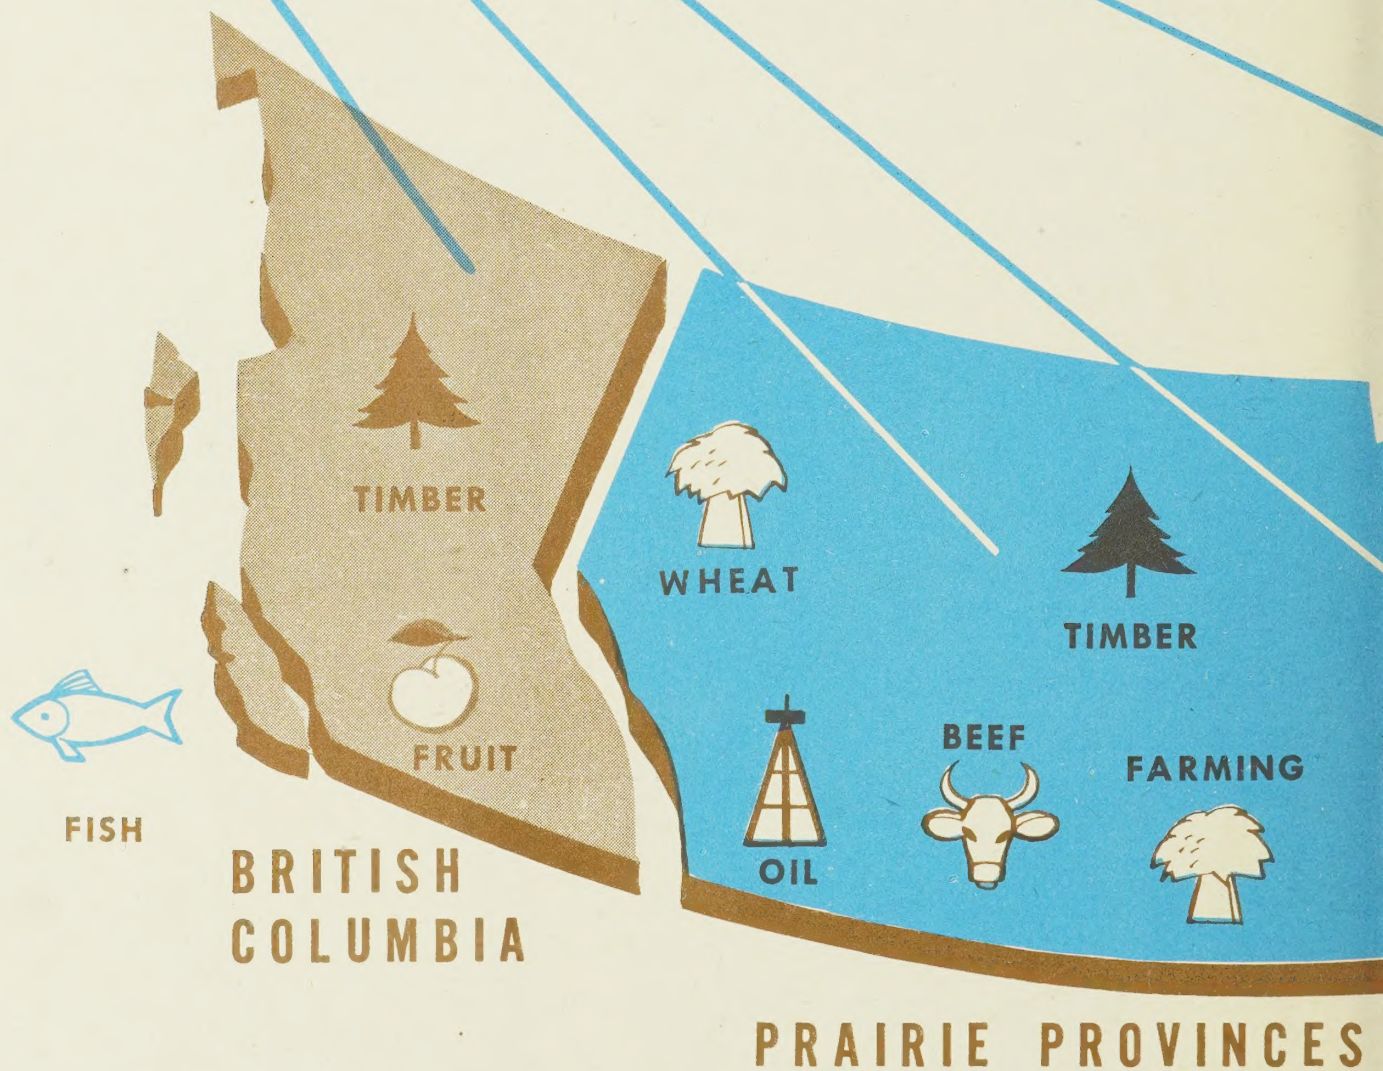 TIMBER
FRUIT
FISH
BRITISH
COLUMBIA
WHEAT
TIMBER
OIL
BEEF
FARMING
PRAIRIE PROVINCES